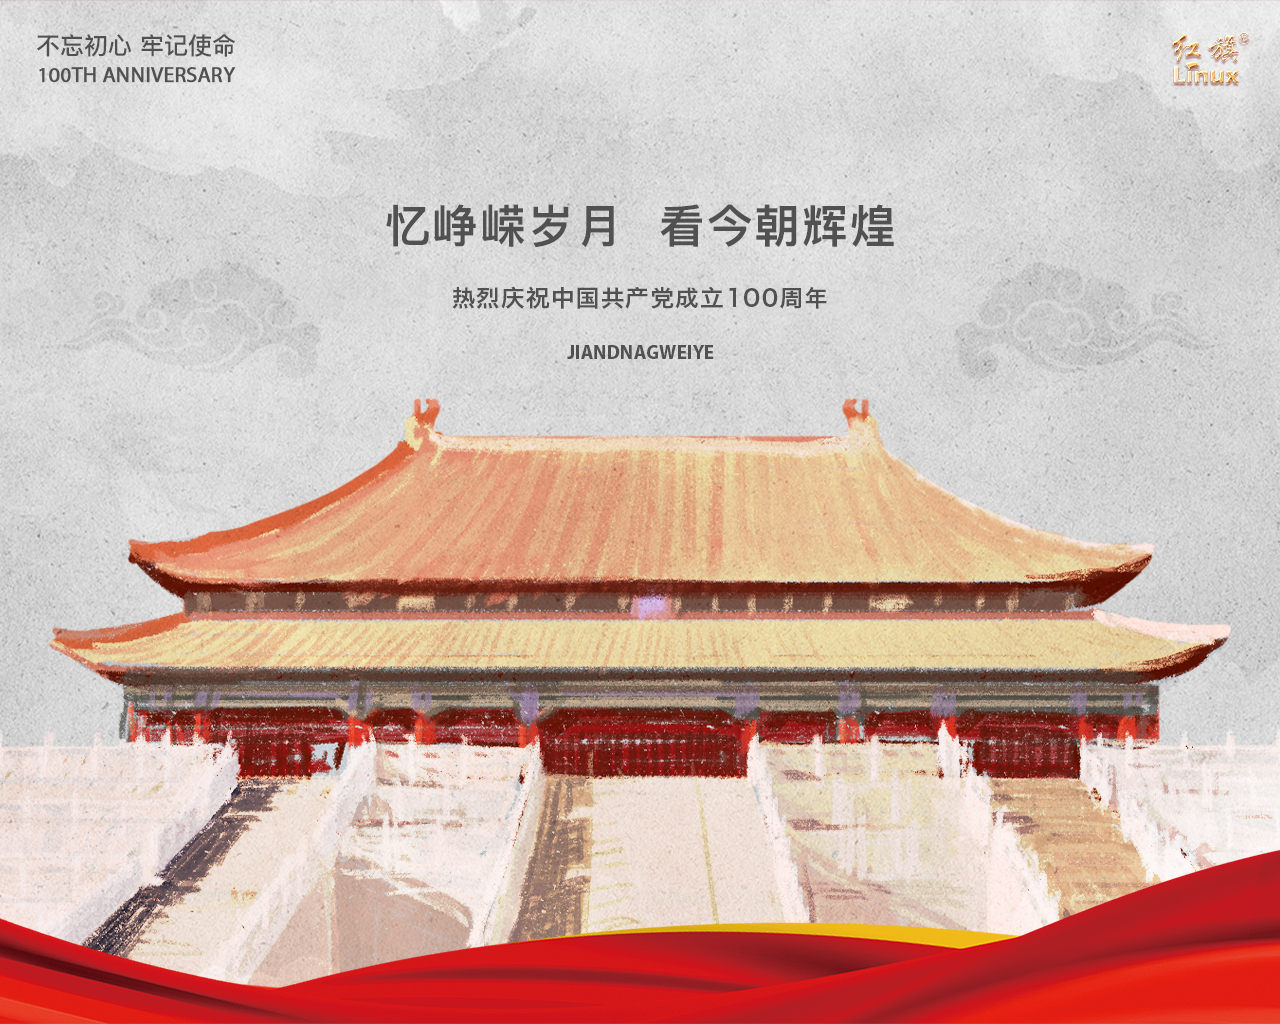 不忘初心 牢记使命
100TH ANNIVERSARY
红旗®
Linux
忆峥嵘岁月 看今朝辉煌
热烈庆祝中国共产党成立100周年
JIANDNAGWEIYE